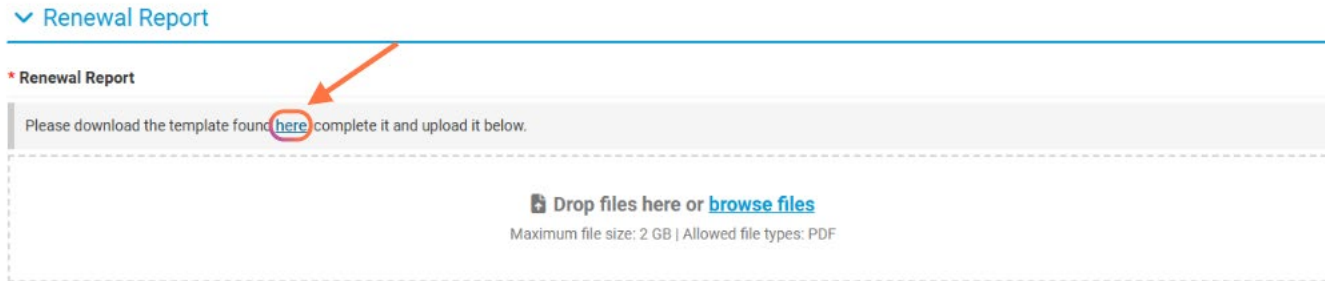 Renewal Report
* Renewal Report
Please download the template found here, complete it and upload it below.
Drop files here or browse files
Maximum file size: 2 GB | Allowed file types: PDF